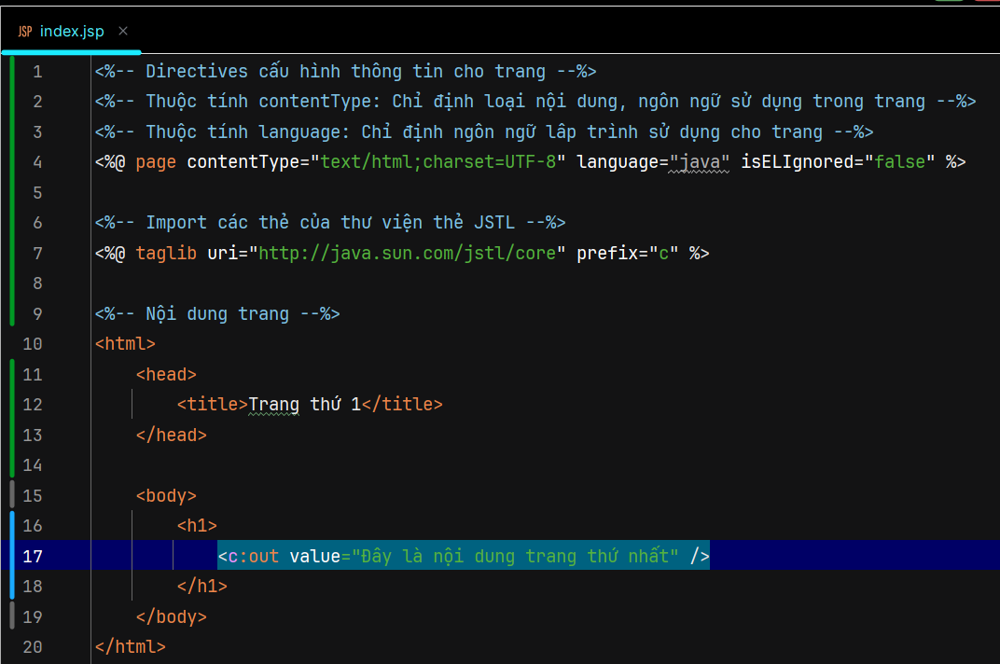 JSP index.jsp ×
1 <%-- Directives cấu hình thông tin cho trang --%>
2 <%-- Thuộc tính contentType: Chỉ định loại nội dung, ngôn ngữ sử dụng trong trang --%>
3 <%-- Thuộc tính language: Chỉ định ngôn ngữ lâp trình sử dụng cho trang --%>
4 <%@ page contentType="text/html;charset=UTF-8" language="java" isELIgnored="false" %>
5
6 <%-- Import các thẻ của thư viện thẻ JSTL --%>
7 <%@ taglib uri="http://java.sun.com/jstl/core" prefix="c" %>
8
9 <%-- Nội dung trang --%>
10 <html>
11 <head>
12 <title>Trang thứ 1</title>
13 </head>
14
15 <body>
16 <h1>
17 <c:out value="Đây là nội dung trang thứ nhất" />
18 </h1>
19 </body>
20 </html>